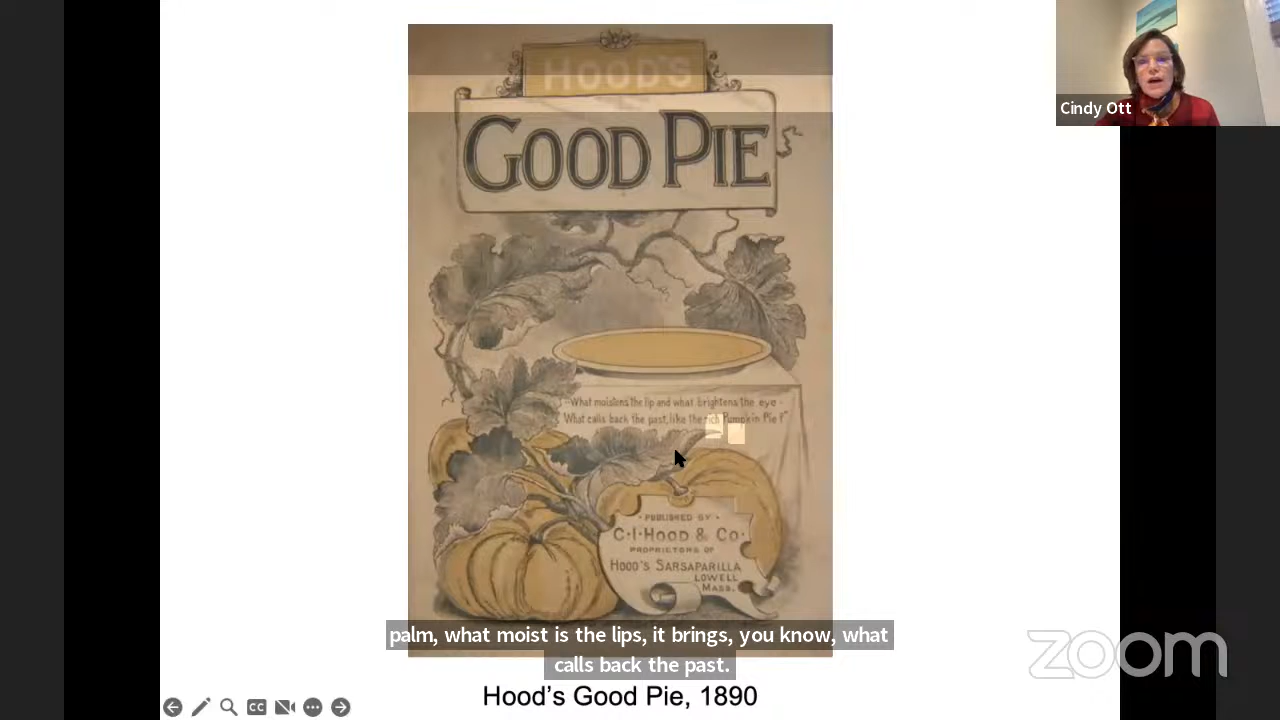 HOOD'S
GOOD PIES
"What moistens the lip and what brightens the eye -
What calls back the past, like the rich Pumpkin Pie?"
• PUBLISHED BY •
C•I•HOOD & CO•
PROPRIETORS OF
HOOD'S SARSAPARILLA
LOWELL
MASS.
Cindy Ott
palm, what moist is the lips, it brings, you know, what
calls back the past.
zoom
CC
Hood's Good Pie, 1890